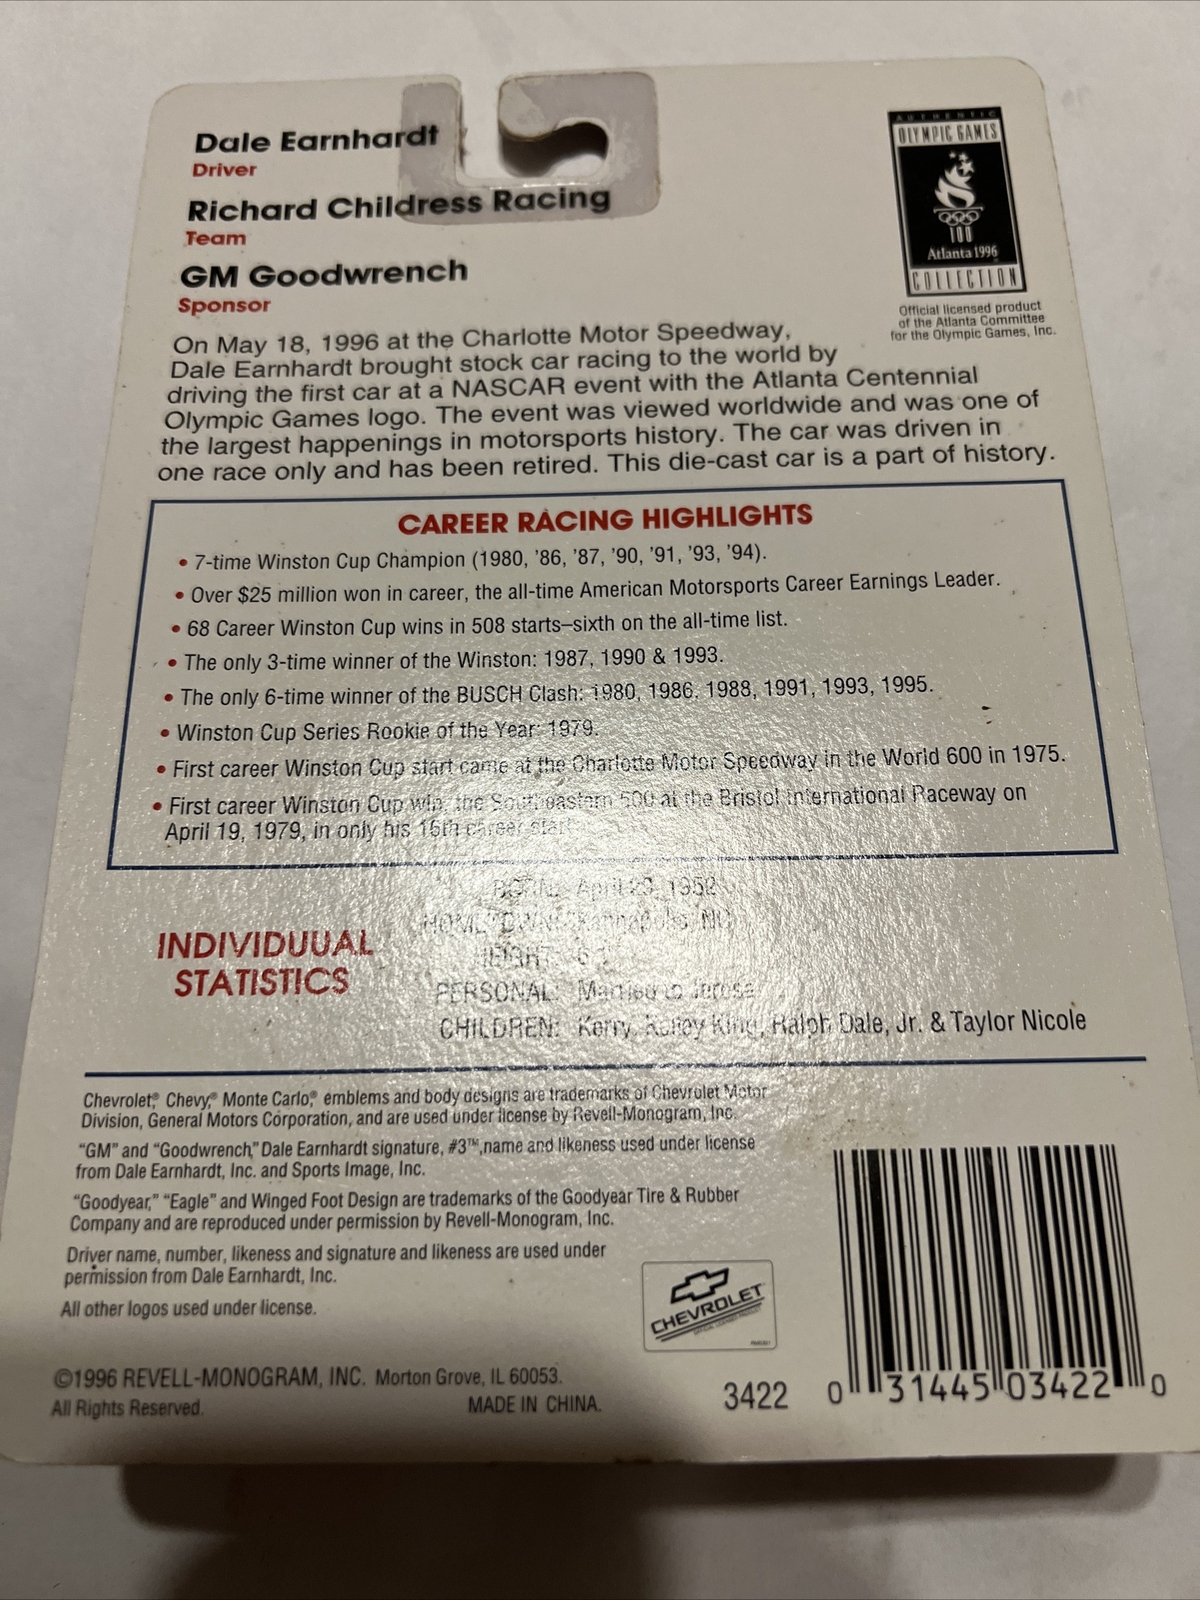 Dale Earnhardt
Driver
Richard Childress Racing
Team
GM Goodwrench
Sponsor
AUTHENTIC
OLYMPIC GAMES
100
Atlanta 1996
COLLECTION
Official licensed product
of the Atlanta Committee
for the Olympic Games, Inc.
On May 18, 1996 at the Charlotte Motor Speedway,
Dale Earnhardt brought stock car racing to the world by
driving the first car at a NASCAR event with the Atlanta Centennial
Olympic Games logo. The event was viewed worldwide and was one of
the largest happenings in motorsports history. The car was driven in
one race only and has been retired. This die-cast car is a part of history.
CAREER RACING HIGHLIGHTS
• 7-time Winston Cup Champion (1980, '86, '87, '90, '91, '93, '94).
• Over $25 million won in career, the all-time American Motorsports Career Earnings Leader.
• 68 Career Winston Cup wins in 508 starts–sixth on the all-time list.
• The only 3-time winner of the Winston: 1987, 1990 & 1993.
• The only 6-time winner of the BUSCH Clash: 1980, 1986, 1988, 1991, 1993, 1995.
• Winston Cup Series Rookie of the Year: 1979.
• First career Winston Cup start came at the Charlotte Motor Speedway in the World 600 in 1975.
• First career Winston Cup win, the Southeastern 500 at the Bristol International Raceway on
April 19, 1979, in only his 16th career start
INDIVIDUUAL
STATISTICS
BORN: April 1952
HOMETOWN: Kannapolis, NC
HEIGHT:
PERSONAL: Married to
CHILDREN: Kerry, Kelley King, Ralph Dale, Jr. & Taylor Nicole
Chevrolet,® Chevy,® Monte Carlo,® emblems and body designs are trademarks of Chevrolet Motor
Division, General Motors Corporation, and are used under license by Revell-Monogram, Inc.
"GM" and "Goodwrench," Dale Earnhardt signature, #3™, name and likeness used under license
from Dale Earnhardt, Inc. and Sports Image, Inc.
"Goodyear," "Eagle" and Winged Foot Design are trademarks of the Goodyear Tire & Rubber
Company and are reproduced under permission by Revell-Monogram, Inc.
Driver name, number, likeness and signature and likeness are used under
permission from Dale Earnhardt, Inc.
All other logos used under license.
CHEVROLET
©1996 REVELL-MONOGRAM, INC. Morton Grove, IL 60053.
All Rights Reserved.
MADE IN CHINA.
3422
0 31445 03422 0